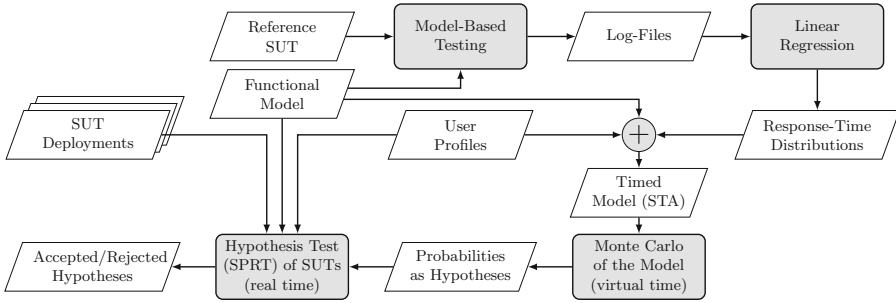 Reference
SUT
Model-Based
Testing
Log-Files
Linear
Regression
Functional
Model
SUT
Deployments
User
Profiles
+
Response-Time
Distributions
Timed
Model (STA)
Accepted/Rejected
Hypotheses
Hypothesis Test
(SPRT) of SUTs
(real time)
Probabilities
as Hypotheses
Monte Carlo
of the Model
(virtual time)